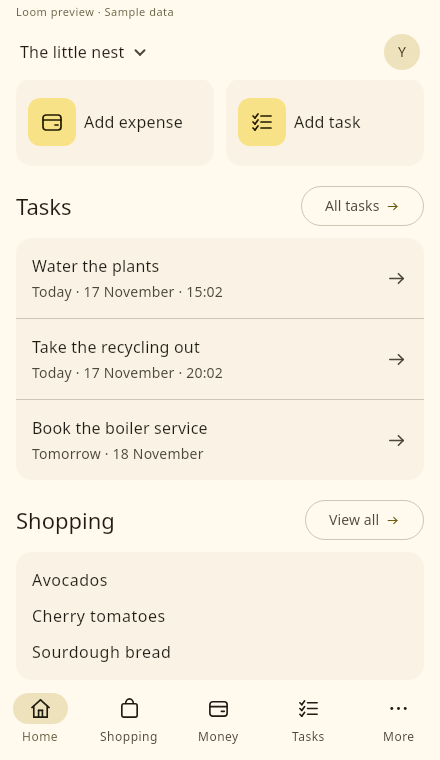 Loom preview · Sample data
The little nest
Y
Add expense
Add task
Tasks
All tasks
Water the plants
Today · 17 November · 15:02
Take the recycling out
Today · 17 November · 20:02
Book the boiler service
Tomorrow · 18 November
Shopping
View all
Avocados
Cherry tomatoes
Sourdough bread
Home
Shopping
Money
Tasks
More